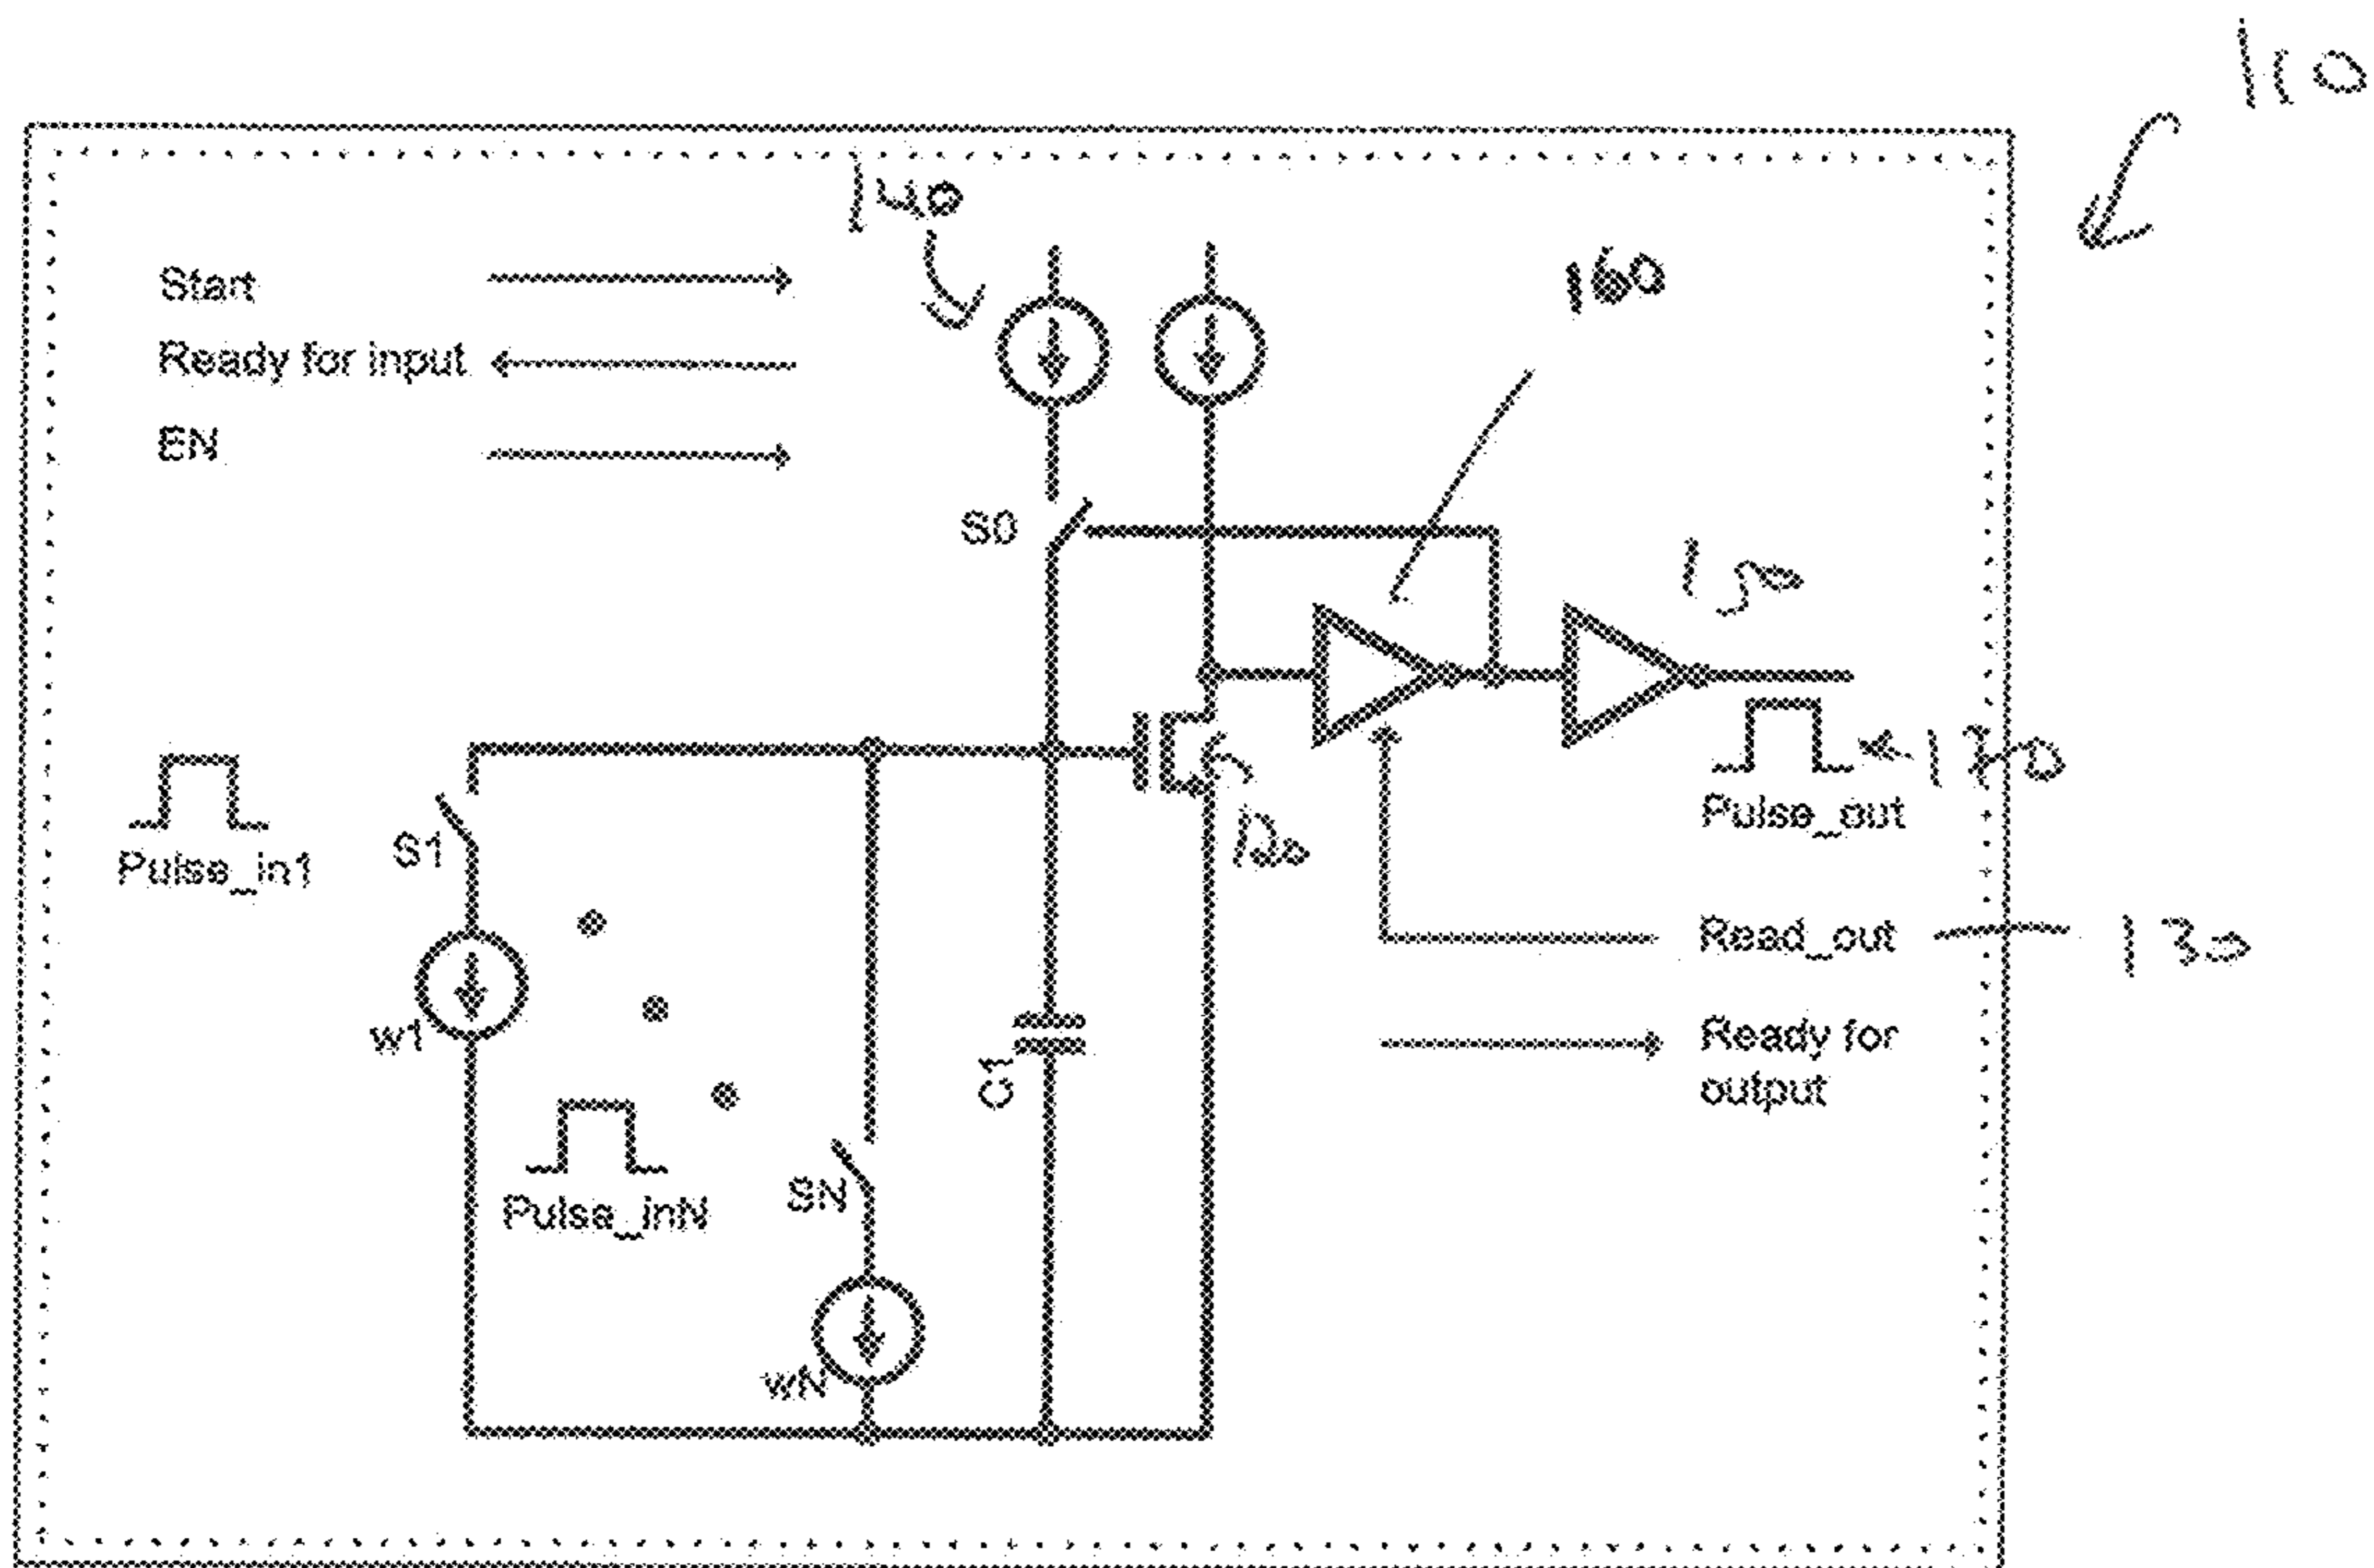 110
140
Start
160
Ready for input
EN
S0
150
Pulse_in1
S1
120
Pulse_out
Read_out
130
w1
Ready for
output
C1
Pulse_inN
SN
wN